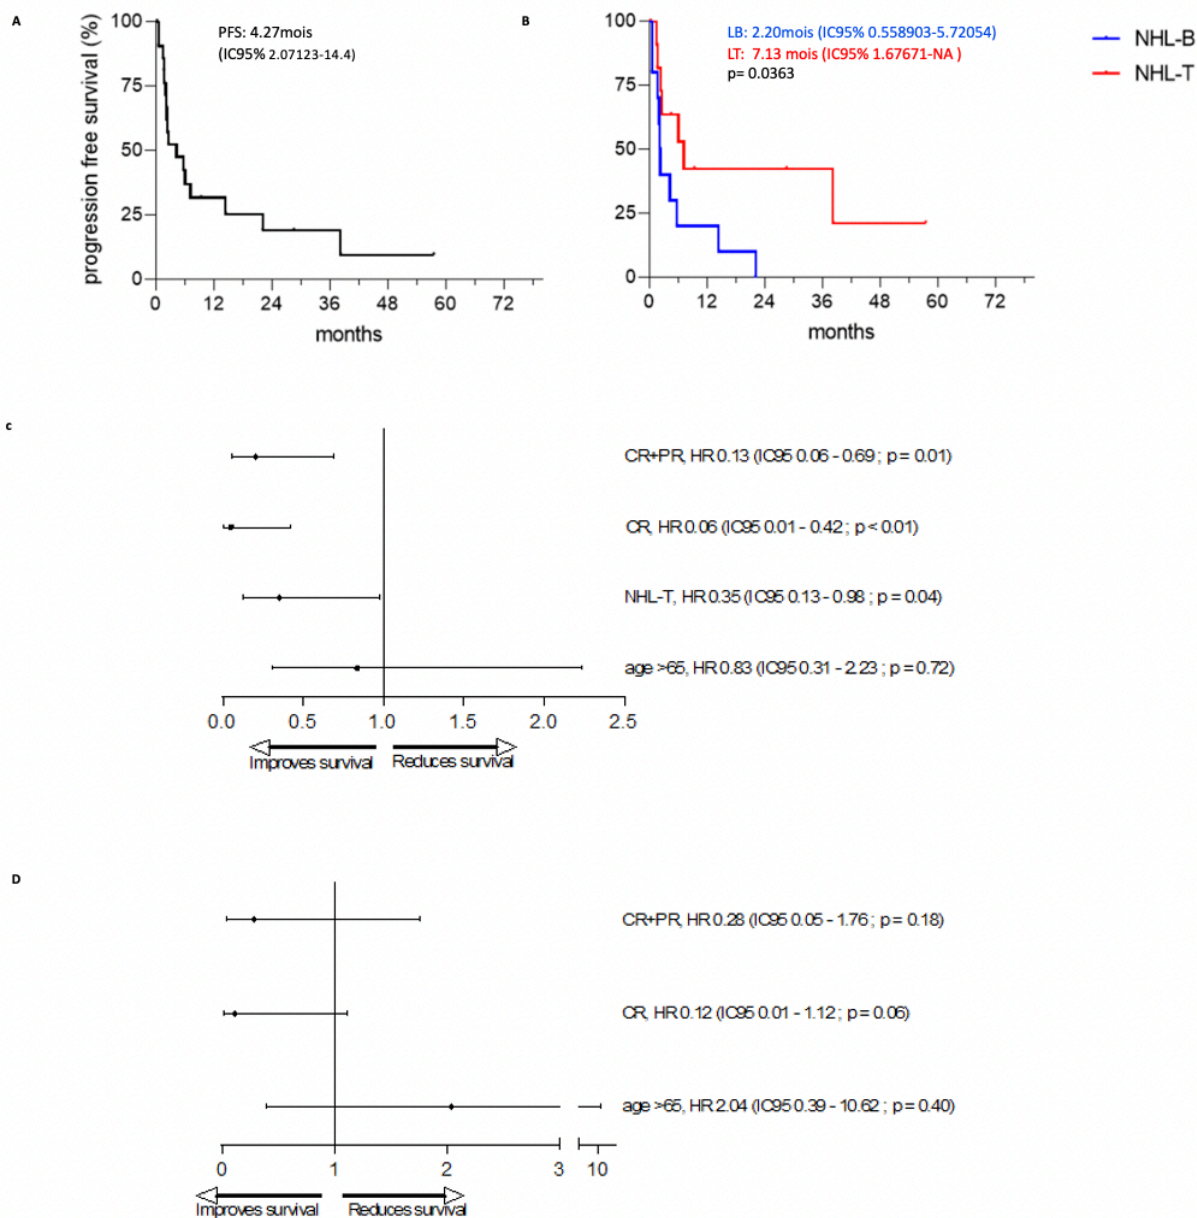 A
B
PFS: 4.27mois
(IC95% 2.07123-14.4)
progression free survival (%)
100
75
50
25
0
0 12 24 36 48 60 72
months
LB: 2.20mois (IC95% 0.558903-5.72054)
LT: 7.13 mois (IC95% 1.67671-NA )
p= 0.0363
NHL-B
NHL-T
100
75
50
25
0
0 12 24 36 48 60 72
months
c
CR+PR, HR 0.13 (IC95 0.06 - 0.69 ; p = 0.01)
CR, HR 0.06 (IC95 0.01 - 0.42 ; p < 0.01)
NHL-T, HR 0.35 (IC95 0.13 - 0.98 ; p = 0.04)
age >65, HR 0.83 (IC95 0.31 - 2.23 ; p = 0.72)
0.0 0.5 1.0 1.5 2.0 2.5
Improves survival Reduces survival
D
CR+PR, HR 0.28 (IC95 0.05 - 1.76 ; p = 0.18)
CR, HR 0.12 (IC95 0.01 - 1.12 ; p = 0.06)
age >65, HR 2.04 (IC95 0.39 - 10.62 ; p = 0.40)
0 1 2 3 10
Improves survival Reduces survival